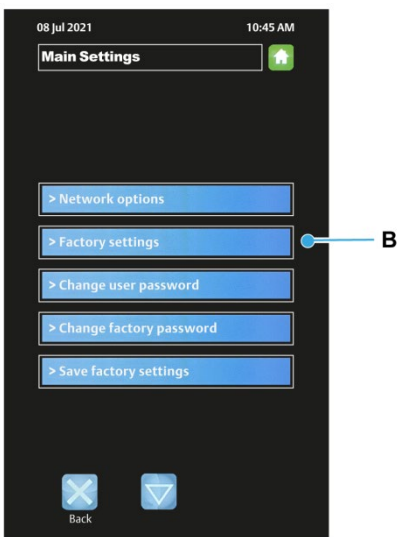 08 Jul 2021 10:45 AM
Main Settings
> Network options
> Factory settings
B
> Change user password
> Change factory password
> Save factory settings
Back